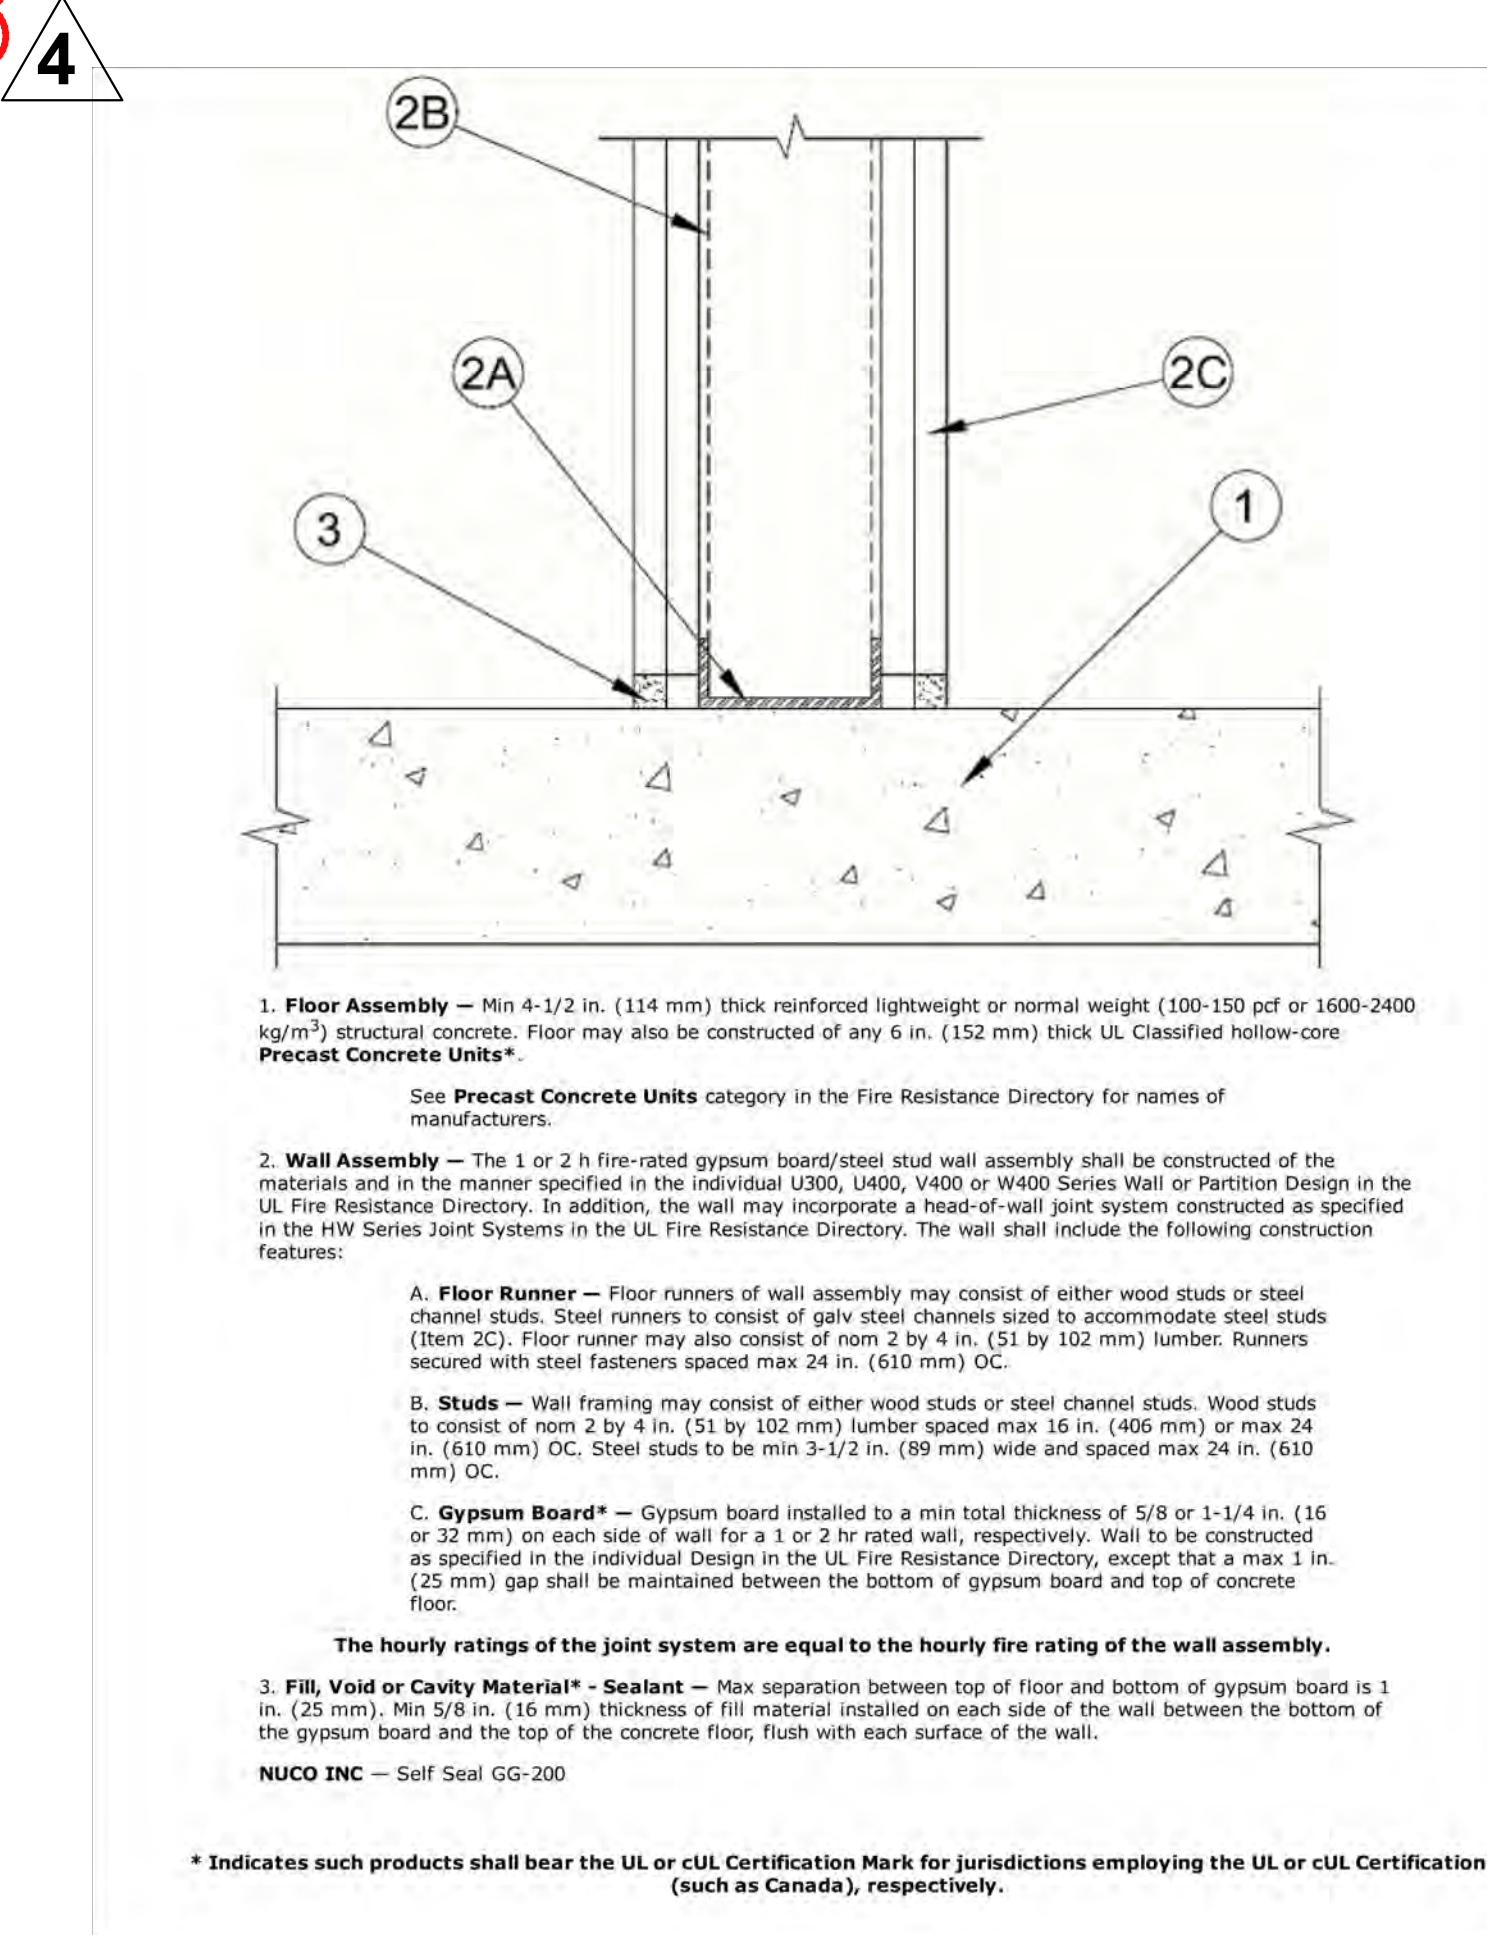 4
2B
2A
2C
3
1
1. Floor Assembly — Min 4-1/2 in. (114 mm) thick reinforced lightweight or normal weight (100-150 pcf or 1600-2400
kg/m3) structural concrete. Floor may also be constructed of any 6 in. (152 mm) thick UL Classified hollow-core
Precast Concrete Units*.
See Precast Concrete Units category in the Fire Resistance Directory for names of
manufacturers.
2. Wall Assembly — The 1 or 2 h fire-rated gypsum board/steel stud wall assembly shall be constructed of the
materials and in the manner specified in the individual U300, U400, V400 or W400 Series Wall or Partition Design in the
UL Fire Resistance Directory. In addition, the wall may incorporate a head-of-wall joint system constructed as specified
in the HW Series Joint Systems in the UL Fire Resistance Directory. The wall shall include the following construction
features:
A. Floor Runner — Floor runners of wall assembly may consist of either wood studs or steel
channel studs. Steel runners to consist of galv steel channels sized to accommodate steel studs
(Item 2C). Floor runner may also consist of nom 2 by 4 in. (51 by 102 mm) lumber. Runners
secured with steel fasteners spaced max 24 in. (610 mm) OC.
B. Studs — Wall framing may consist of either wood studs or steel channel studs. Wood studs
to consist of nom 2 by 4 in. (51 by 102 mm) lumber spaced max 16 in. (406 mm) or max 24
in. (610 mm) OC. Steel studs to be min 3-1/2 in. (89 mm) wide and spaced max 24 in. (610
mm) OC.
C. Gypsum Board* — Gypsum board installed to a min total thickness of 5/8 or 1-1/4 in. (16
or 32 mm) on each side of wall for a 1 or 2 hr rated wall, respectively. Wall to be constructed
as specified in the individual Design in the UL Fire Resistance Directory, except that a max 1 in.
(25 mm) gap shall be maintained between the bottom of gypsum board and top of concrete
floor.
The hourly ratings of the joint system are equal to the hourly fire rating of the wall assembly.
3. Fill, Void or Cavity Material* - Sealant — Max separation between top of floor and bottom of gypsum board is 1
in. (25 mm). Min 5/8 in. (16 mm) thickness of fill material installed on each side of the wall between the bottom of
the gypsum board and the top of the concrete floor, flush with each surface of the wall.
NUCO INC — Self Seal GG-200
* Indicates such products shall bear the UL or cUL Certification Mark for jurisdictions employing the UL or cUL Certification
(such as Canada), respectively.